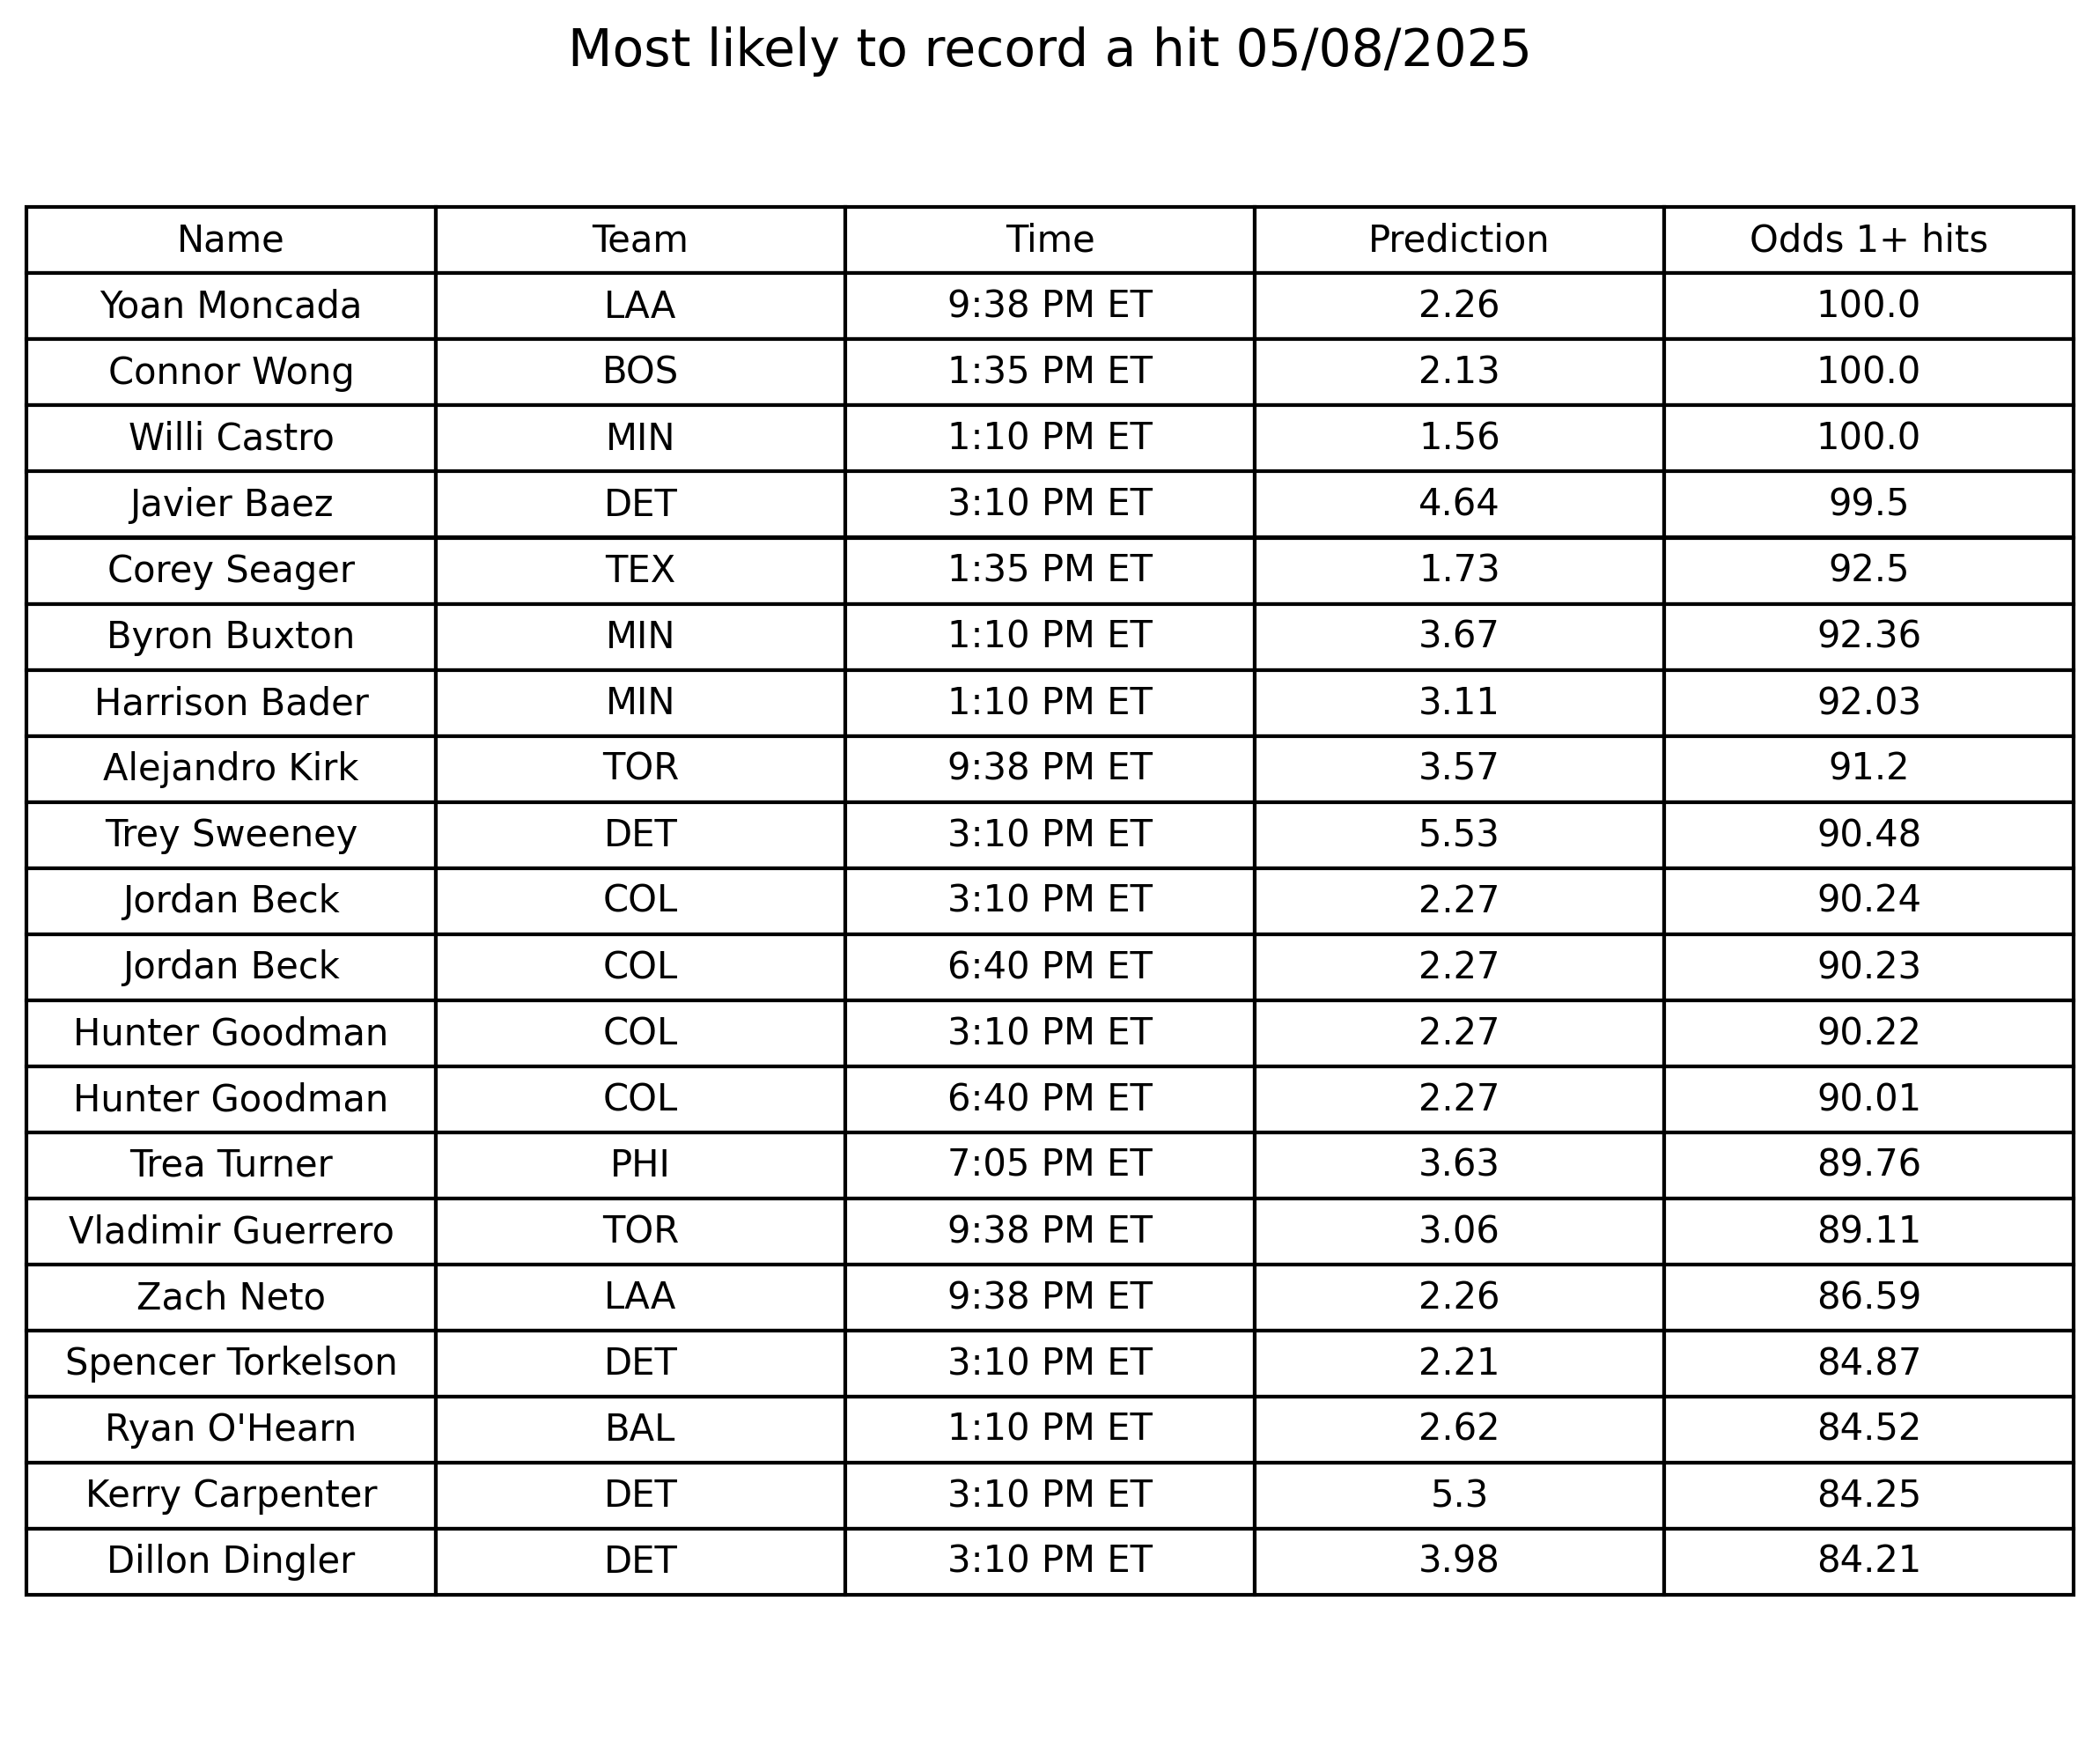 Most likely to record a hit 05/08/2025
Name Team Time Prediction Odds 1+ hits
Yoan Moncada LAA 9:38 PM ET 2.26 100.0
Connor Wong BOS 1:35 PM ET 2.13 100.0
Willi Castro MIN 1:10 PM ET 1.56 100.0
Javier Baez DET 3:10 PM ET 4.64 99.5
Corey Seager TEX 1:35 PM ET 1.73 92.5
Byron Buxton MIN 1:10 PM ET 3.67 92.36
Harrison Bader MIN 1:10 PM ET 3.11 92.03
Alejandro Kirk TOR 9:38 PM ET 3.57 91.2
Trey Sweeney DET 3:10 PM ET 5.53 90.48
Jordan Beck COL 3:10 PM ET 2.27 90.24
Jordan Beck COL 6:40 PM ET 2.27 90.23
Hunter Goodman COL 3:10 PM ET 2.27 90.22
Hunter Goodman COL 6:40 PM ET 2.27 90.01
Trea Turner PHI 7:05 PM ET 3.63 89.76
Vladimir Guerrero TOR 9:38 PM ET 3.06 89.11
Zach Neto LAA 9:38 PM ET 2.26 86.59
Spencer Torkelson DET 3:10 PM ET 2.21 84.87
Ryan O'Hearn BAL 1:10 PM ET 2.62 84.52
Kerry Carpenter DET 3:10 PM ET 5.3 84.25
Dillon Dingler DET 3:10 PM ET 3.98 84.21